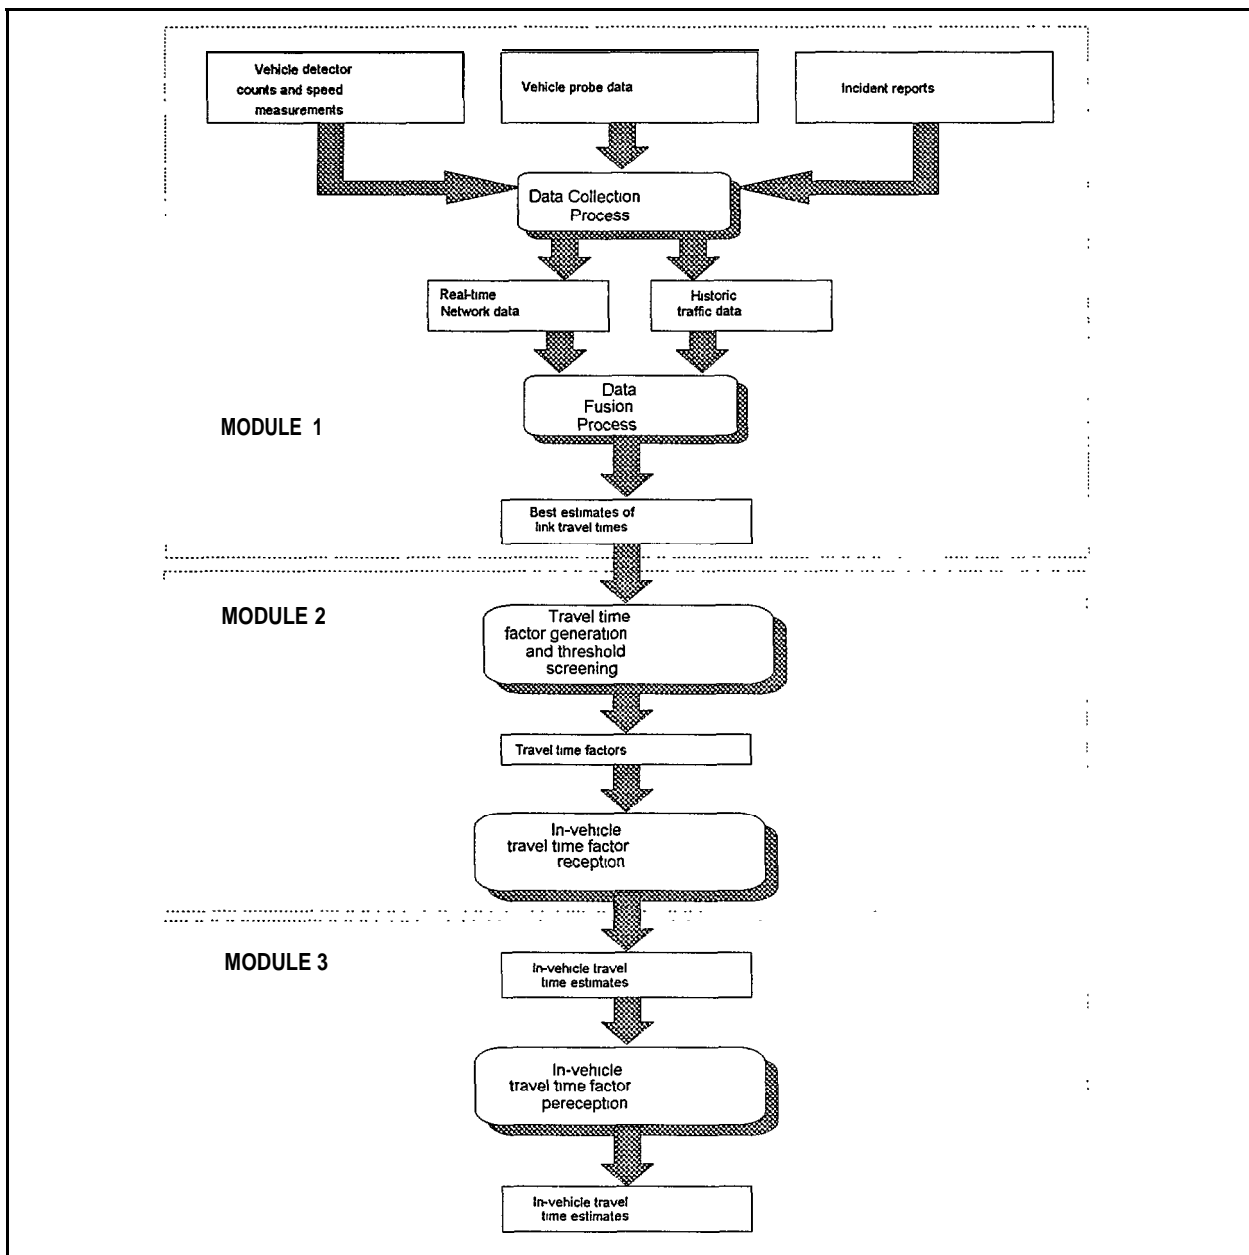 Vehicle detector
counts and speed
measurements
Vehicle probe data
Incident reports
Data Collection
Process
Real-time
Network data
Historic
traffic data
Data
Fusion
Process
MODULE 1
Best estimates of
link travel times
MODULE 2
Travel time
factor generation
and threshold
screening
Travel time factors
In-vehicle
travel time factor
reception
MODULE 3
In-vehicle travel
time estimates
In-vehicle
travel time factor
pereception
In-vehicle travel
time estimates